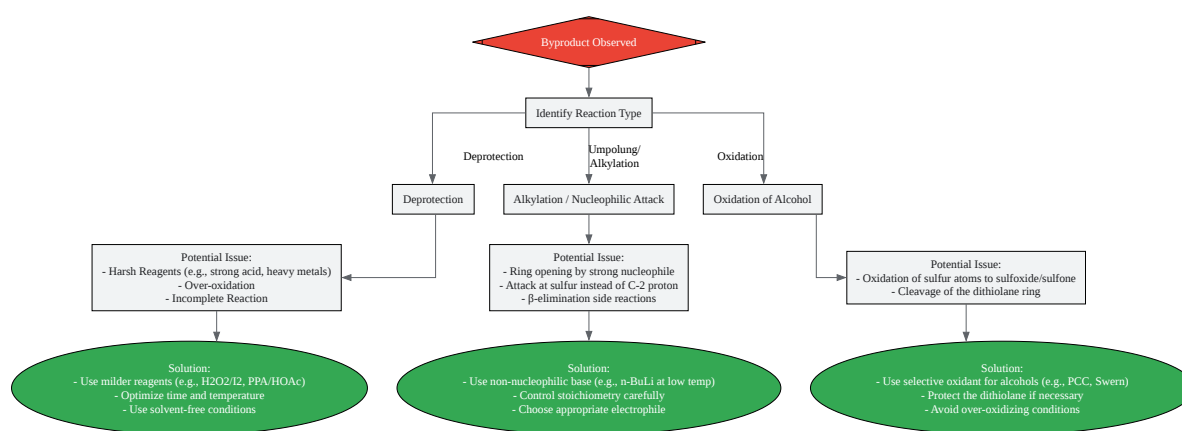 Byproduct Observed
Identify Reaction Type
Deprotection
Umpolung/
Alkylation
Oxidation
Deprotection
Alkylation / Nucleophilic Attack
Oxidation of Alcohol
Potential Issue:
- Harsh Reagents (e.g., strong acid, heavy metals)
- Over-oxidation
- Incomplete Reaction
Potential Issue:
- Ring opening by strong nucleophile
- Attack at sulfur instead of C-2 proton
- β-elimination side reactions
Potential Issue:
- Oxidation of sulfur atoms to sulfoxide/sulfone
- Cleavage of the dithiolane ring
Solution:
- Use milder reagents (e.g., H2O2/I2, PPA/HOAc)
- Optimize time and temperature
- Use solvent-free conditions
Solution:
- Use non-nucleophilic base (e.g., n-BuLi at low temp)
- Control stoichiometry carefully
- Choose appropriate electrophile
Solution:
- Use selective oxidant for alcohols (e.g., PCC, Swern)
- Protect the dithiolane if necessary
- Avoid over-oxidizing conditions